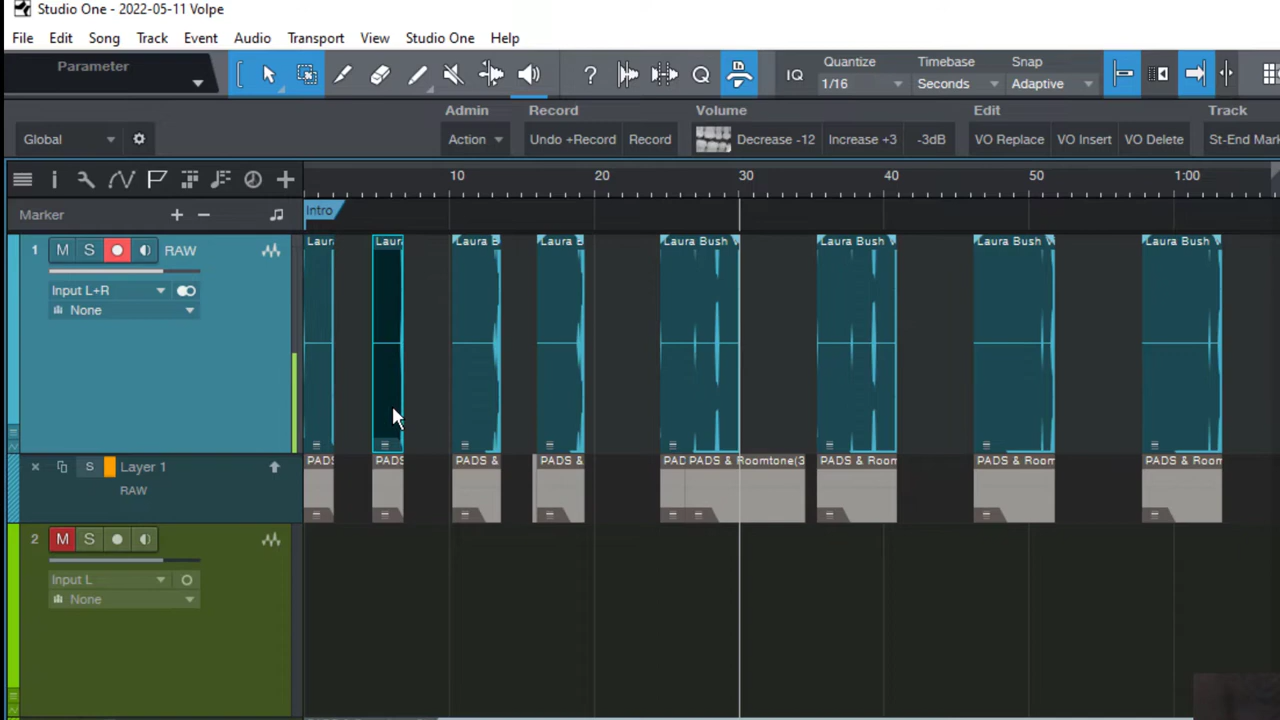 Studio One - 2022-05-11 Volpe
File Edit Song Track Event Audio Transport View Studio One Help
Parameter
? IQ Quantize 1/16 Timebase Seconds Snap Adaptive
Admin Record Volume Edit Track
Global Action Undo +Record Record Decrease -12 Increase +3 -3dB VO Replace VO Insert VO Delete St-End Mark
10 20 30 40 50 1:00
Marker Intro
1 M S RAW
Laura Laura Laura B Laura B Laura Bush Laura Bush Laura Bush Laura Bush
Input L+R
None
PADS PADS PADS & PADS & PAD PADS & Roomtone(3 PADS & Room PADS & Room PADS & Room
S Layer 1
RAW
2 M S
Input L
None